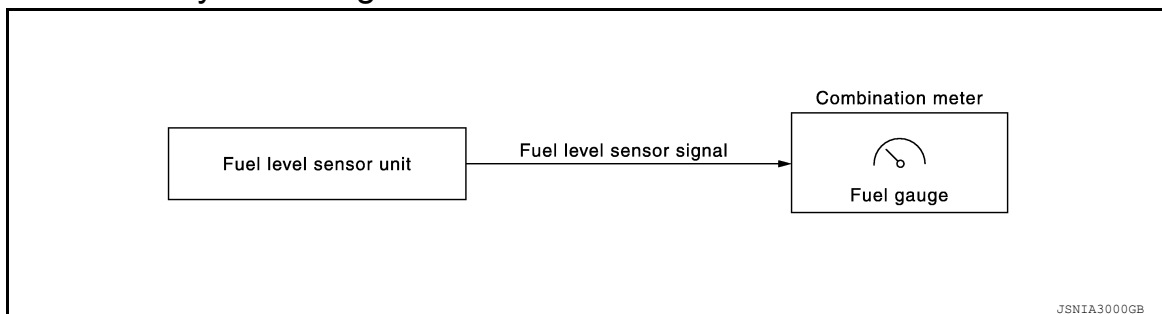 Combination meter
Fuel level sensor unit
Fuel level sensor signal
Fuel gauge
JSNIA3000GB